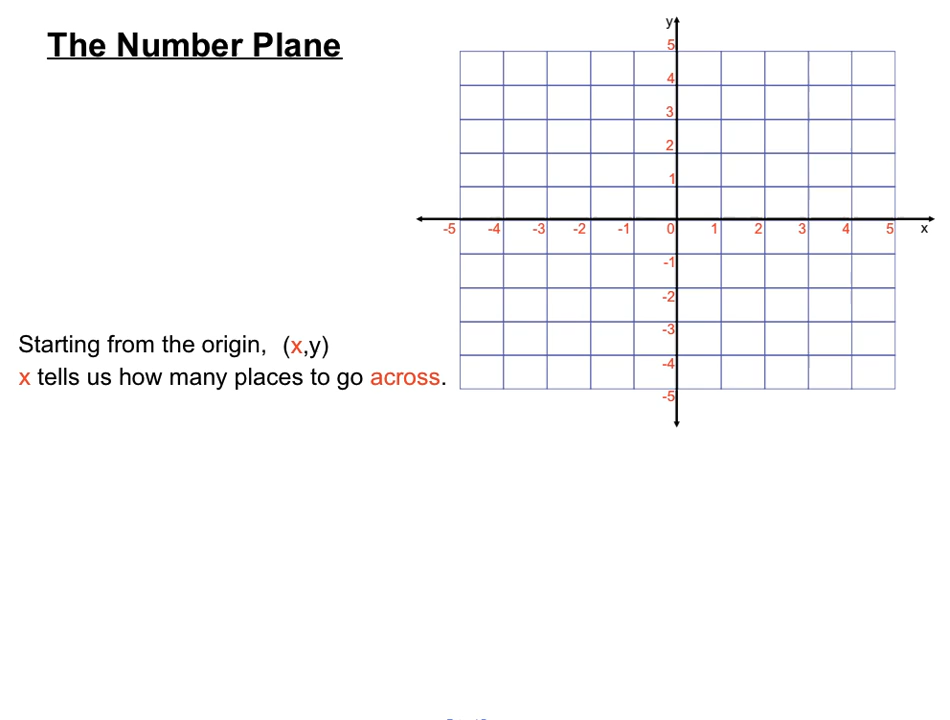 The Number Plane
y
5
4
3
2
1
-5 -4 -3 -2 -1 0 1 2 3 4 5 x
-1
-2
-3
-4
-5
Starting from the origin, (x,y)
x tells us how many places to go across.